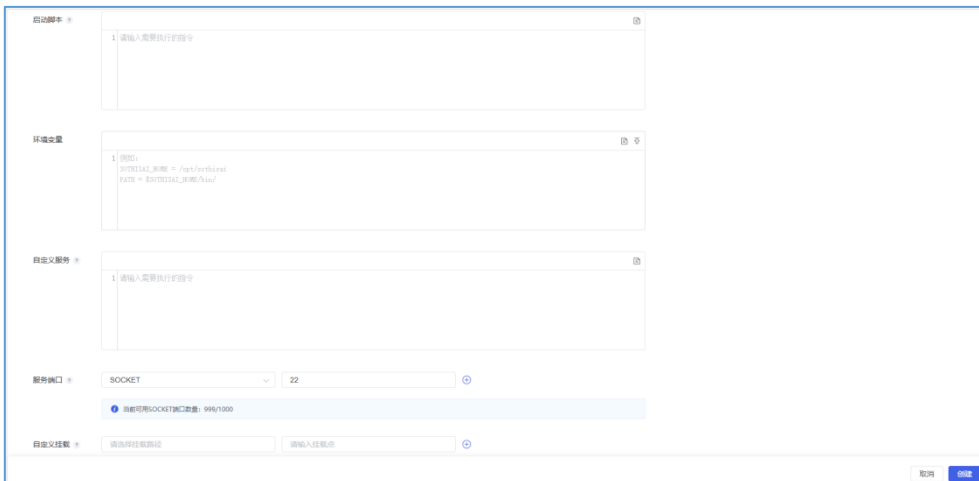 启动脚本
1 请输入需要执行的指令
环境变量
1 例如:
SOTHISAI_HOME = /opt/sothisai
PATH = $SOTHISAI_HOME/bin/
自定义服务
1 请输入需要执行的指令
服务端口 SOCKET 22
当前可用SOCKET端口数量: 999/1000
自定义挂载 请选择挂载路径 请输入挂载点
取消 创建